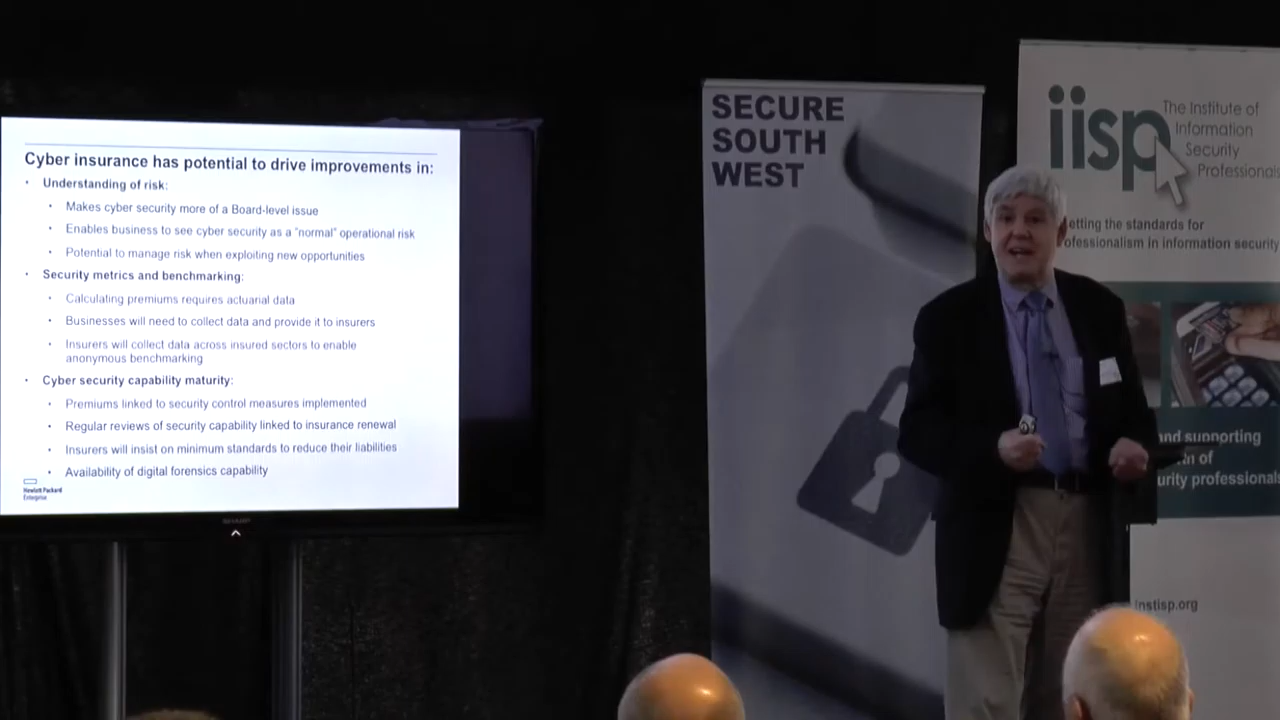 Cyber insurance has potential to drive improvements in:
• Understanding of risk:
• Makes cyber security more of a Board-level issue
• Enables business to see cyber security as a "normal" operational risk
• Potential to manage risk when exploiting new opportunities
• Security metrics and benchmarking:
• Calculating premiums requires actuarial data
• Businesses will need to collect data and provide it to insurers
• Insurers will collect data across insured sectors to enable
anonymous benchmarking
• Cyber security capability maturity:
• Premiums linked to security control measures implemented
• Regular reviews of security capability linked to insurance renewal
• Insurers will insist on minimum standards to reduce their liabilities
• Availability of digital forensics capability
Hewlett Packard
Enterprise
SHARP
SECURE
SOUTH
WEST
iisp
The Institute of
Information
Security
Professionals
etting the standards for
ofessionalism in information security
and supporting
of
urity professionals
instisp.org